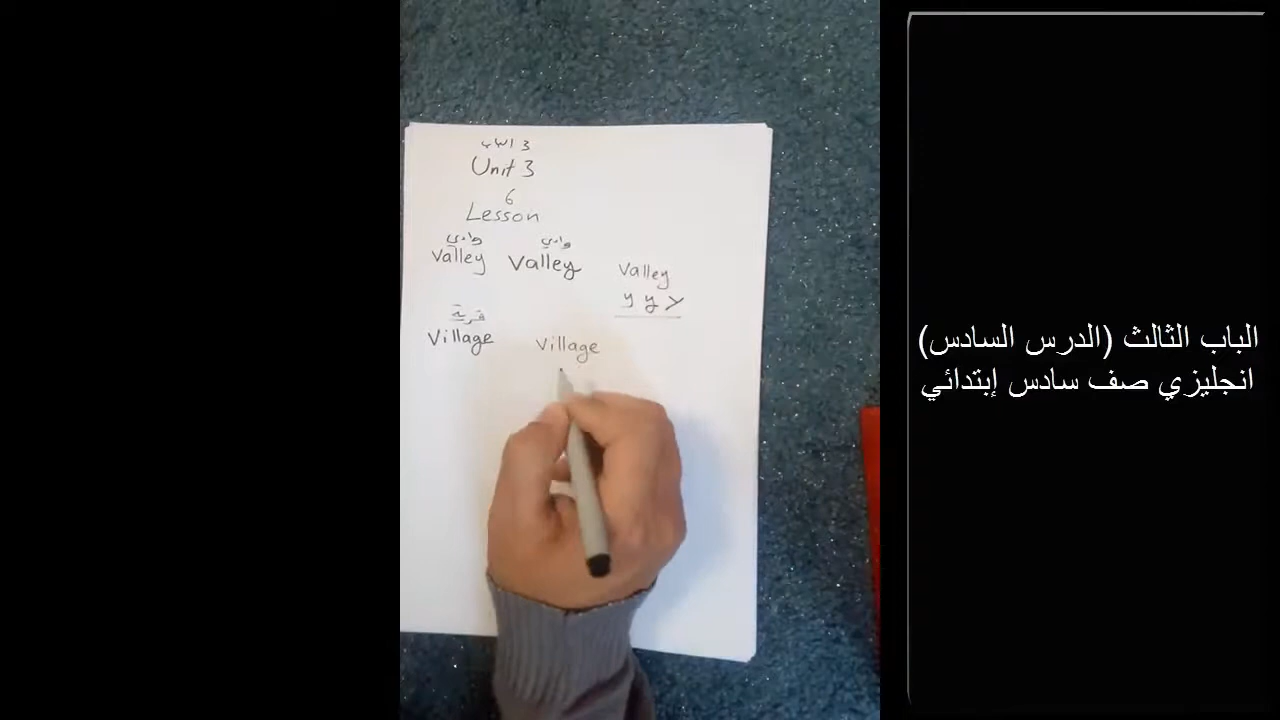 3 الباب
Unit 3
6
Lesson
وادي وادي
Valley Valley Valley
y y y
قرية
Village Village
الباب الثالث (الدرس السادس)
انجليزي صف سادس إبتدائي